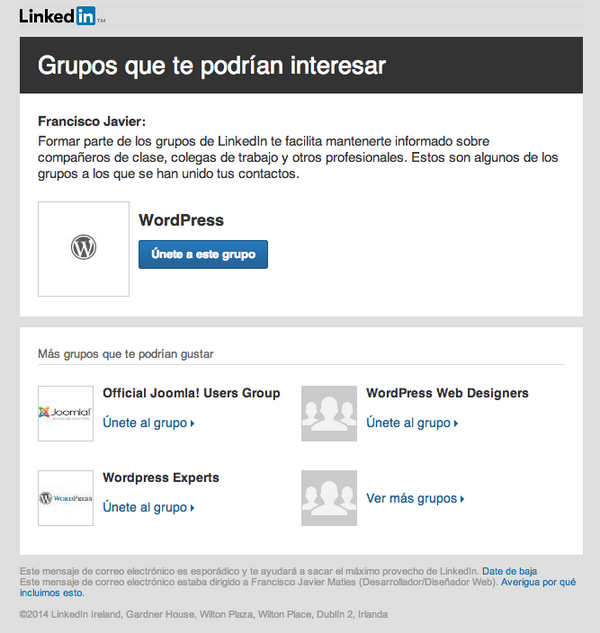 LinkedIn™
Grupos que te podrían interesar
Francisco Javier:
Formar parte de los grupos de LinkedIn te facilita mantenerte informado sobre
compañeros de clase, colegas de trabajo y otros profesionales. Estos son algunos de los
grupos a los que se han unido tus contactos.
WordPress
Únete a este grupo
Más grupos que te podrían gustar
Joomla!
Official Joomla! Users Group
Únete al grupo
WordPress Web Designers
Únete al grupo
WORDPRESS
Wordpress Experts
Únete al grupo
Ver más grupos
Este mensaje de correo electrónico es esporádico y te ayudará a sacar el máximo provecho de LinkedIn. Date de baja
Este mensaje de correo electrónico estaba dirigido a Francisco Javier Maties (Desarrollador/Diseñador Web). Averigua por qué
incluimos esto.
©2014 LinkedIn Ireland, Gardner House, Wilton Plaza, Wilton Place, Dublín 2, Irlanda